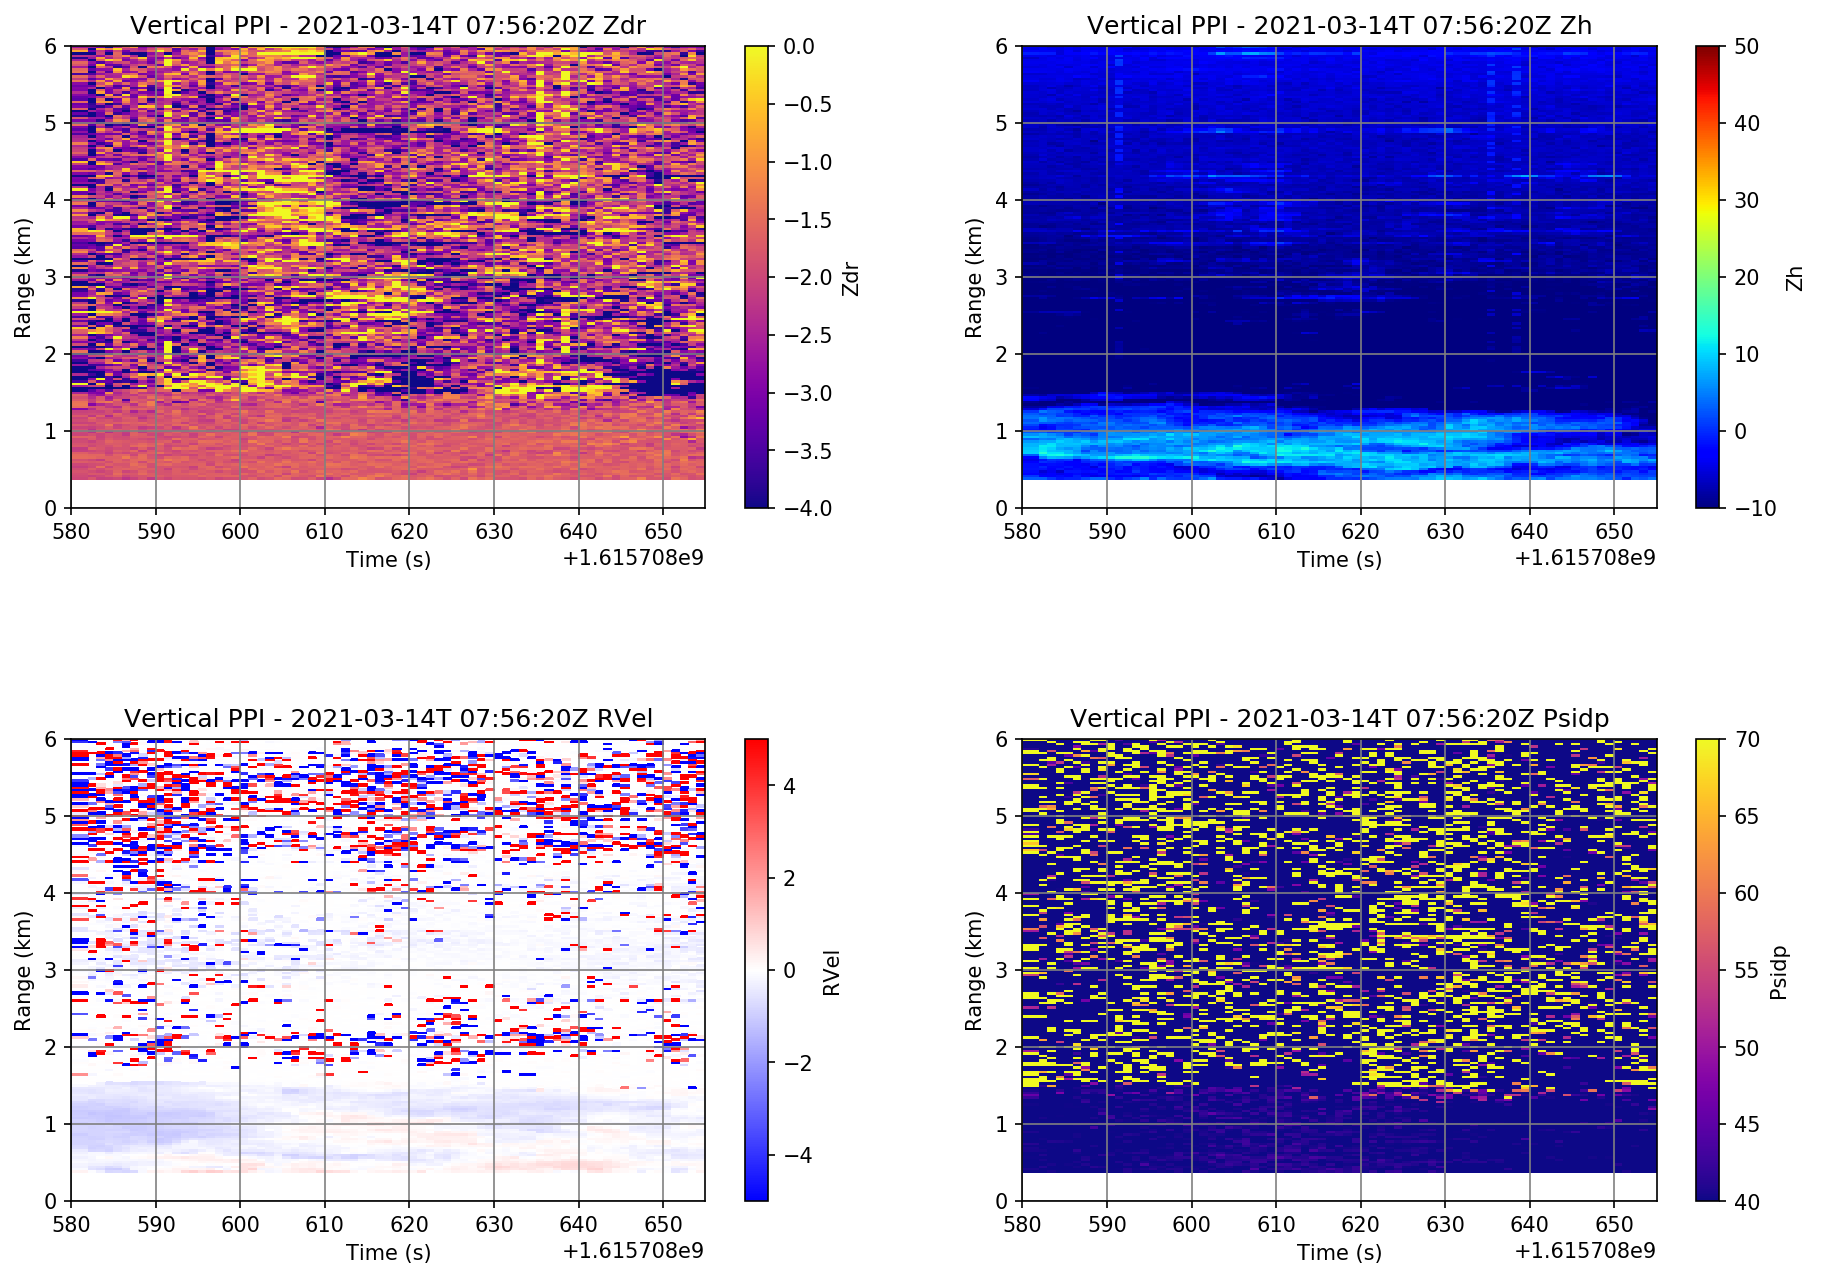 Vertical PPI - 2021-03-14T 07:56:20Z Zdr
6
5
4
3
2
1
0
Range (km)
580 590 600 610 620 630 640 650
Time (s)
+1.615708e9
0.0
−0.5
−1.0
−1.5
−2.0
−2.5
−3.0
−3.5
−4.0
Zdr
Vertical PPI - 2021-03-14T 07:56:20Z Zh
6
5
4
3
2
1
0
Range (km)
580 590 600 610 620 630 640 650
Time (s)
+1.615708e9
50
40
30
20
10
0
−10
Zh
Vertical PPI - 2021-03-14T 07:56:20Z RVel
6
5
4
3
2
1
0
Range (km)
580 590 600 610 620 630 640 650
Time (s)
+1.615708e9
4
2
0
−2
−4
RVel
Vertical PPI - 2021-03-14T 07:56:20Z Psidp
6
5
4
3
2
1
0
Range (km)
580 590 600 610 620 630 640 650
Time (s)
+1.615708e9
70
65
60
55
50
45
40
Psidp